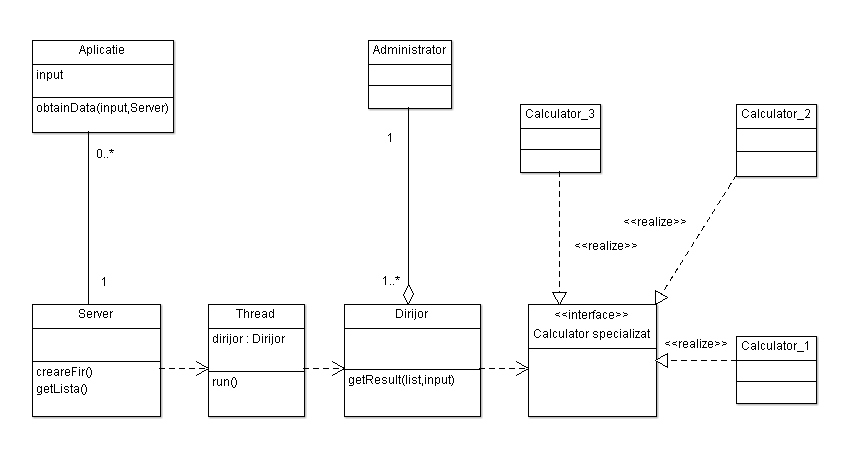 Aplicatie
input
obtainData(input,Server)
0..*
1
Administrator
1
1..*
Calculator_3
Calculator_2
<<realize>>
<<realize>>
Server
creareFir()
getLista()
Thread
dirijor : Dirijor
run()
Dirijor
getResult(list,input)
<<interface>>
Calculator specializat
<<realize>>
Calculator_1